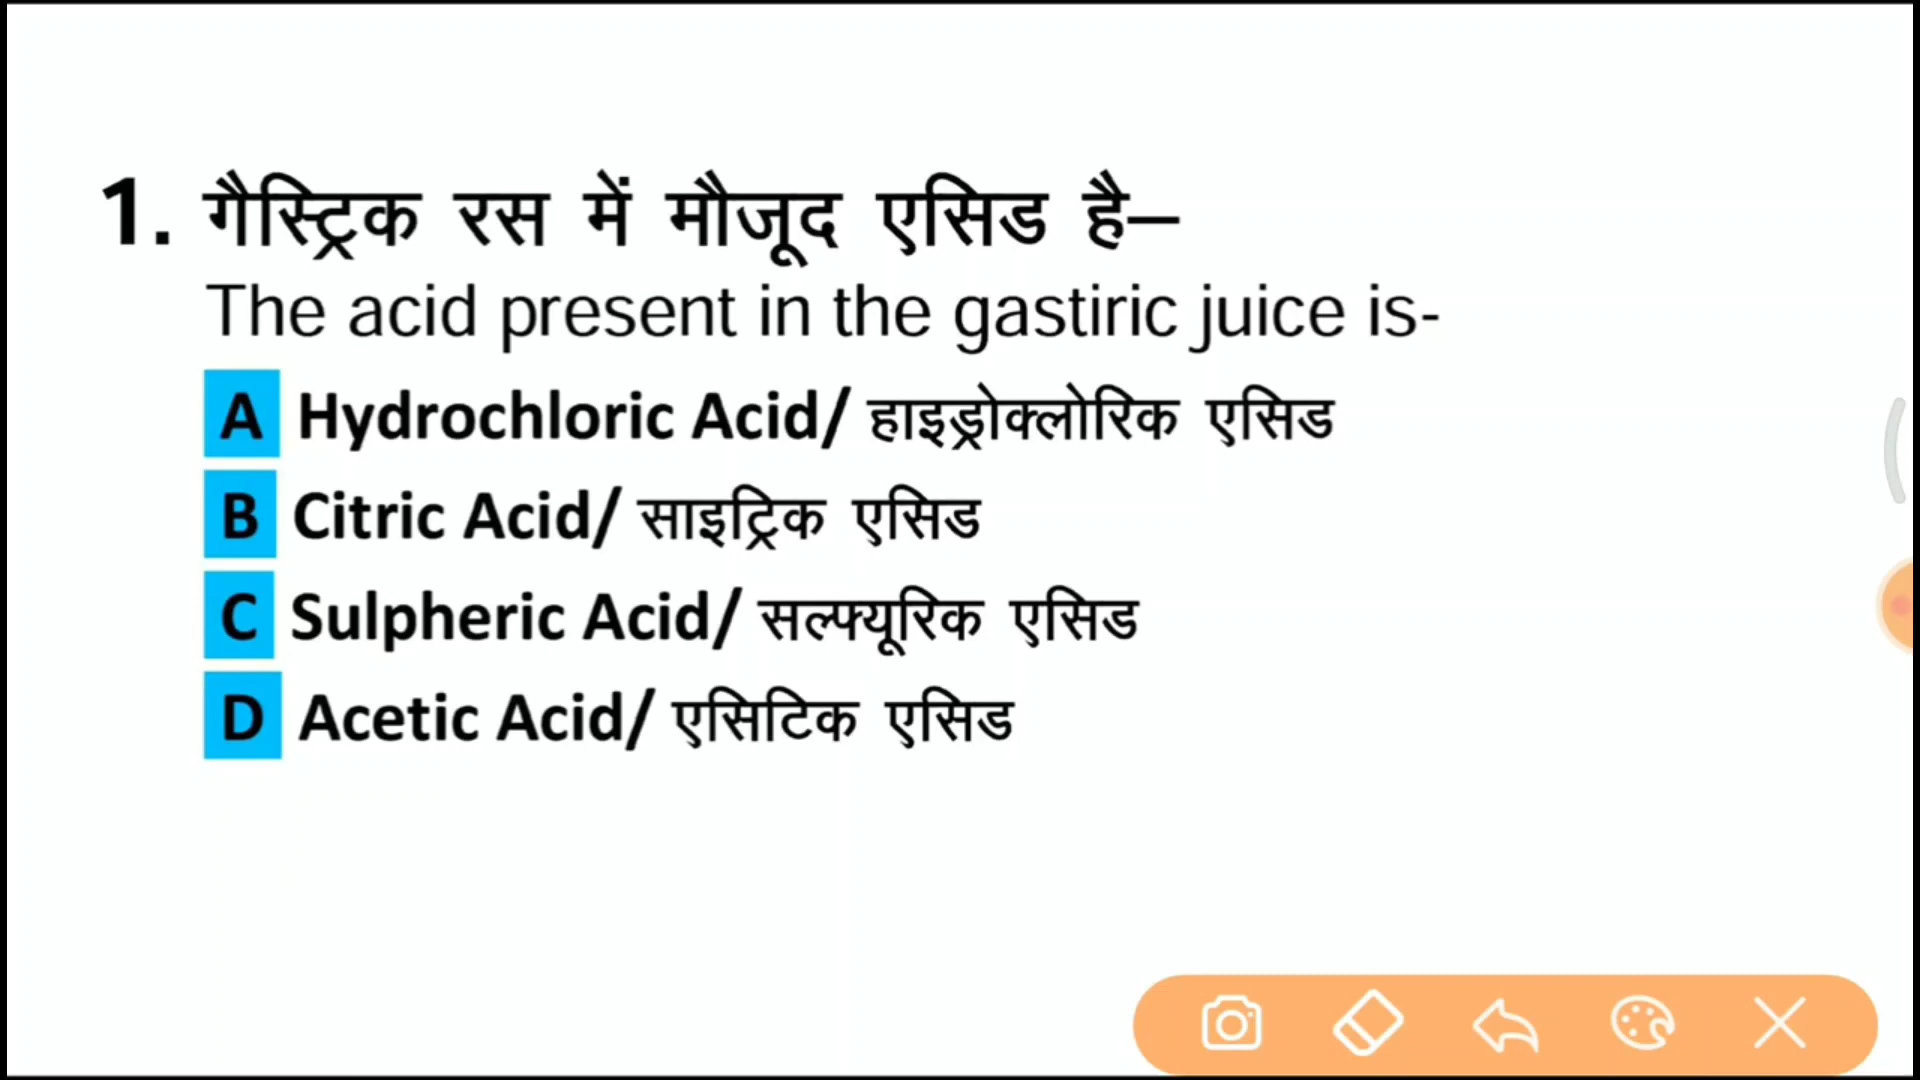 1. गैस्ट्रिक रस में मौजूद एसिड है–
The acid present in the gastiric juice is-
A Hydrochloric Acid/ हाइड्रोक्लोरिक एसिड
B Citric Acid/ साइट्रिक एसिड
C Sulpheric Acid/ सल्फ्यूरिक एसिड
D Acetic Acid/ एसिटिक एसिड